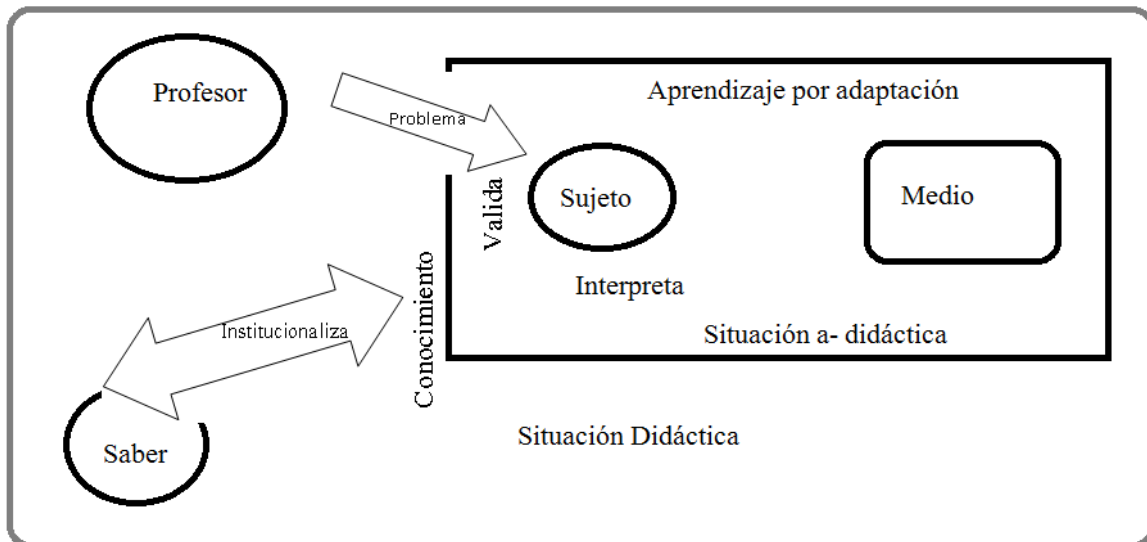 Profesor
Problema
Aprendizaje por adaptación
Sujeto
Medio
Valida
Interpreta
Conocimiento
Institucionaliza
Situación a- didáctica
Situación Didáctica
Saber